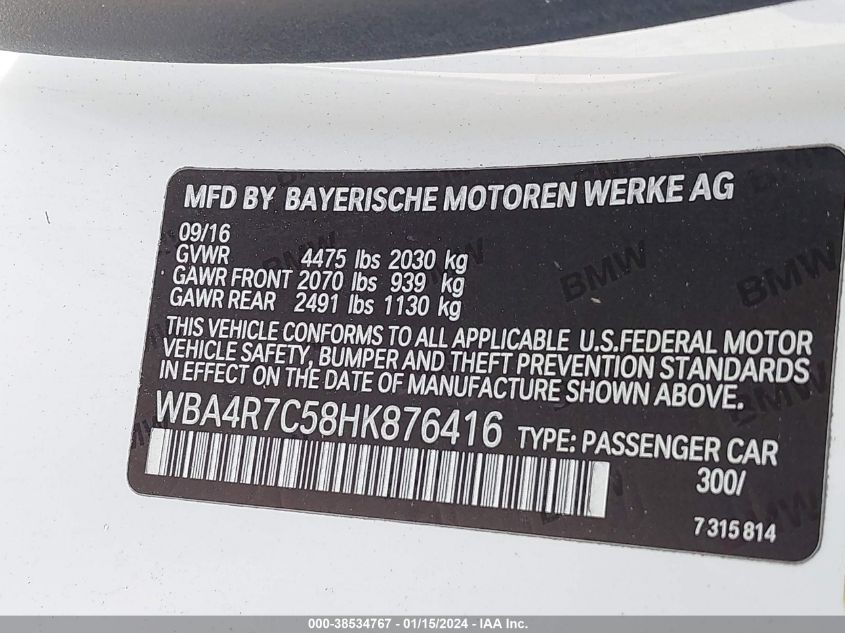 MFD BY BAYERISCHE MOTOREN WERKE AG
09/16
GVWR 4475 lbs 2030 kg
GAWR FRONT 2070 lbs 939 kg
GAWR REAR 2491 lbs 1130 kg
THIS VEHICLE CONFORMS TO ALL APPLICABLE U.S.FEDERAL MOTOR
VEHICLE SAFETY, BUMPER AND THEFT PREVENTION STANDARDS
IN EFFECT ON THE DATE OF MANUFACTURE SHOWN ABOVE.
WBA4R7C58HK876416 TYPE: PASSENGER CAR
300/
7315814
BMW
BMW
000-38534767 - 01/15/2024 - IAA Inc.